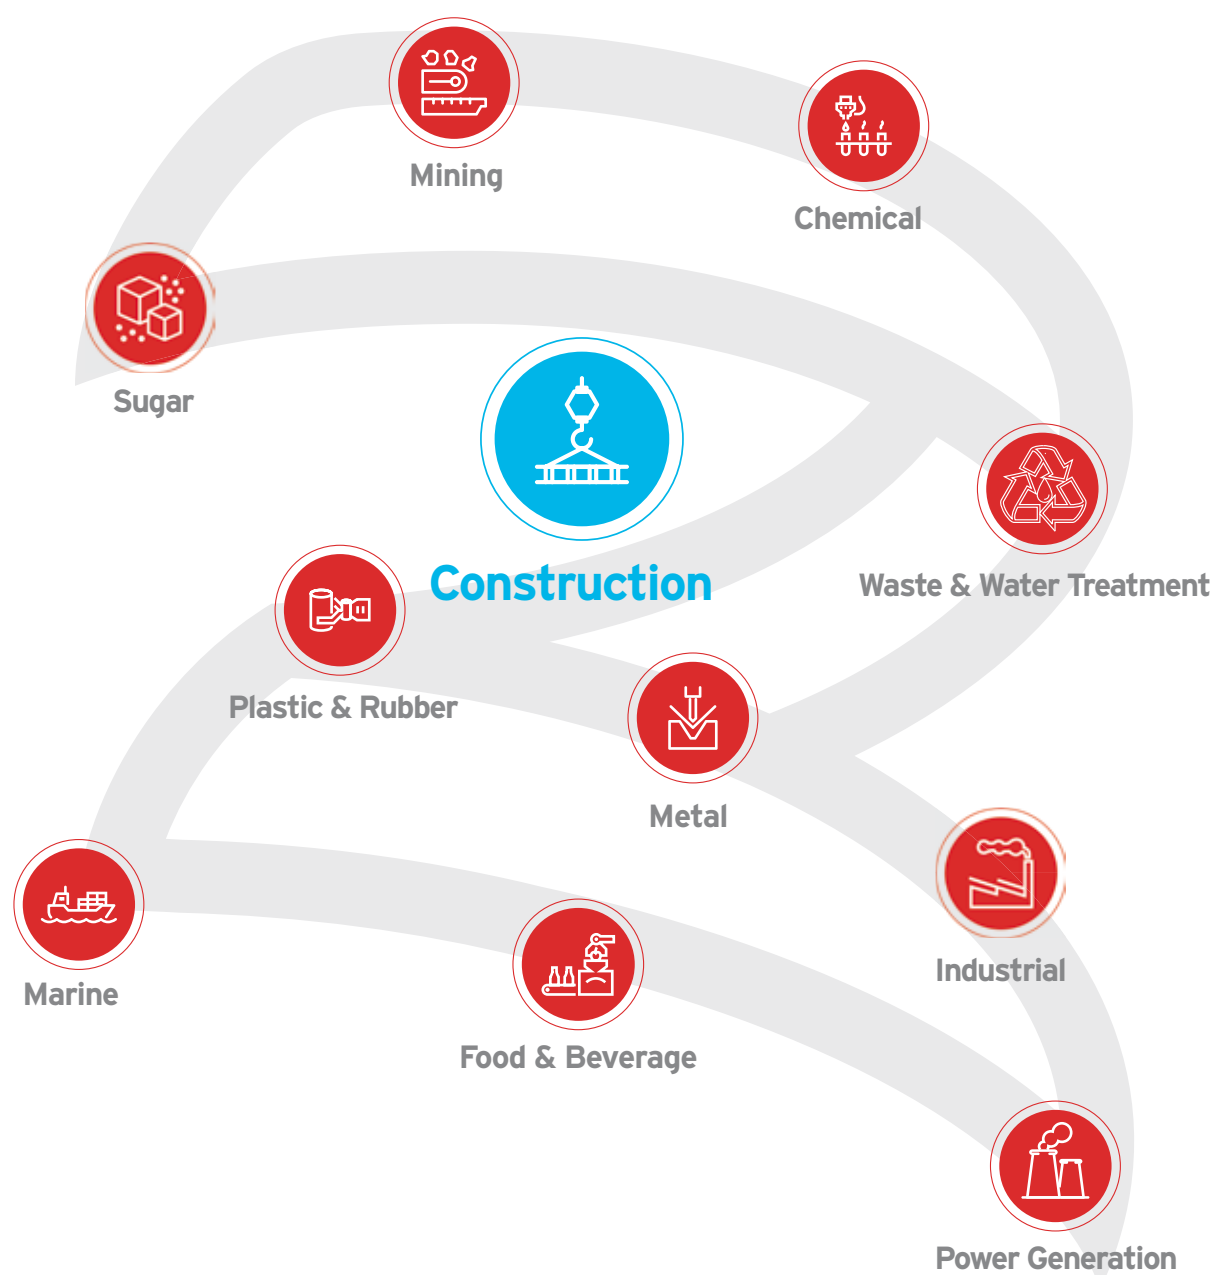 Mining
Chemical
Sugar
Construction
Waste & Water Treatment
Plastic & Rubber
Metal
Industrial
Marine
Food & Beverage
Power Generation